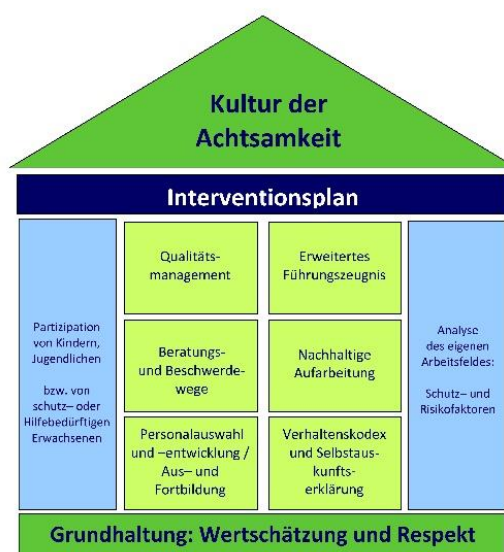 Kultur der
Achtsamkeit
Interventionsplan
Partizipation
von Kindern,
Jugendlichen
bzw. von
schutz– oder
Hilfebedürftigen
Erwachsenen
Qualitäts-
management
Erweitertes
Führungszeugnis
Beratungs-
und Beschwerde-
wege
Nachhaltige
Aufarbeitung
Personalauswahl
und –entwicklung /
Aus– und
Fortbildung
Verhaltenskodex
und Selbstaus-
kunfts-
erklärung
Analyse
des eigenen
Arbeitsfeldes:
Schutz– und
Risikofaktoren
Grundhaltung: Wertschätzung und Respekt